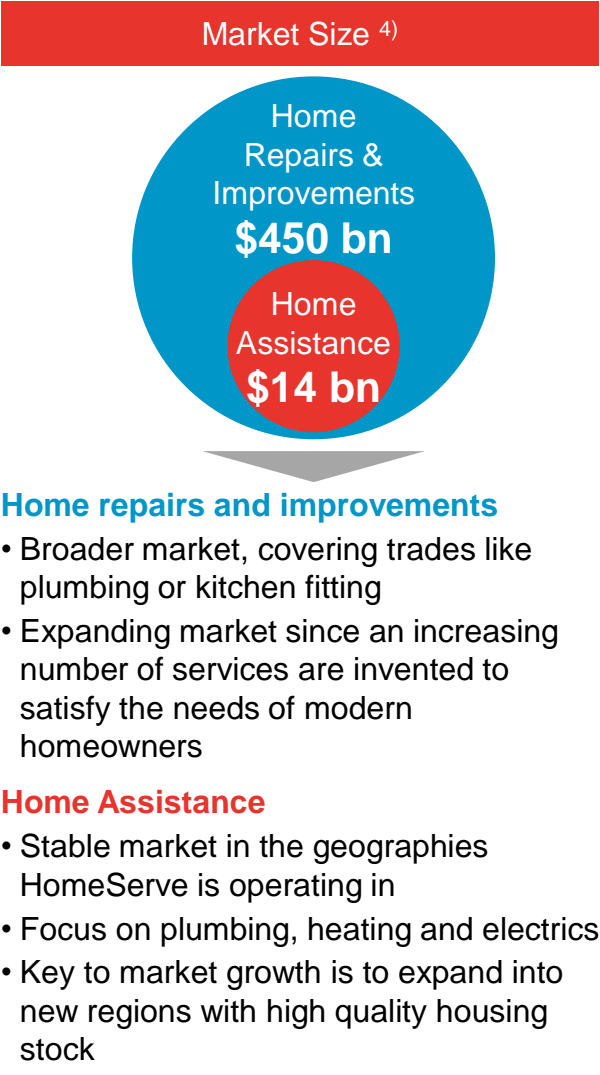 Market Size 4)
Home
Repairs &
Improvements
$450 bn
Home
Assistance
$14 bn
Home repairs and improvements
• Broader market, covering trades like
plumbing or kitchen fitting
• Expanding market since an increasing
number of services are invented to
satisfy the needs of modern
homeowners
Home Assistance
• Stable market in the geographies
HomeServe is operating in
• Focus on plumbing, heating and electrics
• Key to market growth is to expand into
new regions with high quality housing
stock